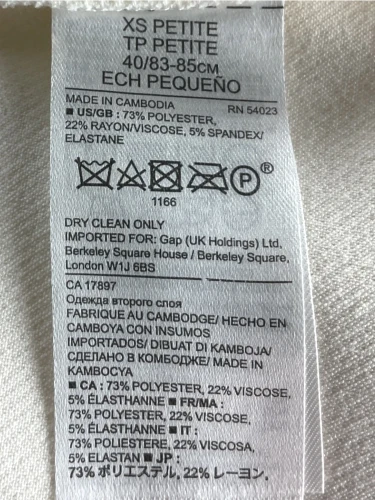 XS PETITE
TP PETITE
40/83-85CM
ECH PEQUEÑO
MADE IN CAMBODIA RN 54023
■ US/GB : 73% POLYESTER,
22% RAYON/VISCOSE, 5% SPANDEX/
ELASTANE
P ®
1166
DRY CLEAN ONLY
IMPORTED FOR: Gap (UK Holdings) Ltd,
Berkeley Square House / Berkeley Square,
London W1J 6BS
CA 17897
Одежда второго слоя
FABRIQUE AU CAMBODGE/ HECHO EN
CAMBOYA CON INSUMOS
IMPORTADOS/ DIBUAT DI KAMBOJA/
СДЕЛАНО В КОМБОДЖЕ/ MADE IN
KAMBOCYA
■ CA : 73% POLYESTER, 22% VISCOSE,
5% ÉLASTHANNE ■ FR/MA :
73% POLYESTER, 22% VISCOSE,
5% ÉLASTHANNE ■ IT :
73% POLIESTERE, 22% VISCOSA,
5% ELASTAN ■ JP :
73% ポリエステル, 22% レーヨン.